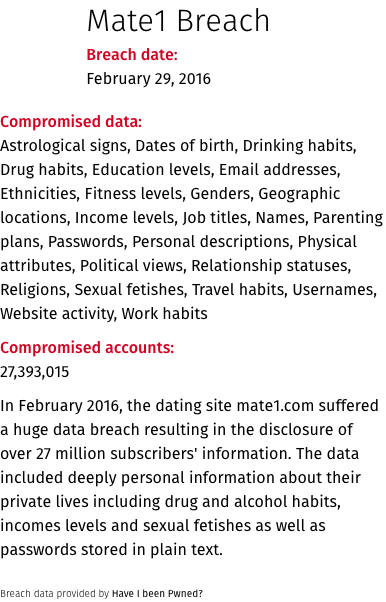 Mate1 Breach
Breach date:
February 29, 2016
Compromised data:
Astrological signs, Dates of birth, Drinking habits,
Drug habits, Education levels, Email addresses,
Ethnicities, Fitness levels, Genders, Geographic
locations, Income levels, Job titles, Names, Parenting
plans, Passwords, Personal descriptions, Physical
attributes, Political views, Relationship statuses,
Religions, Sexual fetishes, Travel habits, Usernames,
Website activity, Work habits
Compromised accounts:
27,393,015
In February 2016, the dating site mate1.com suffered
a huge data breach resulting in the disclosure of
over 27 million subscribers' information. The data
included deeply personal information about their
private lives including drug and alcohol habits,
incomes levels and sexual fetishes as well as
passwords stored in plain text.
Breach data provided by Have I been Pwned?